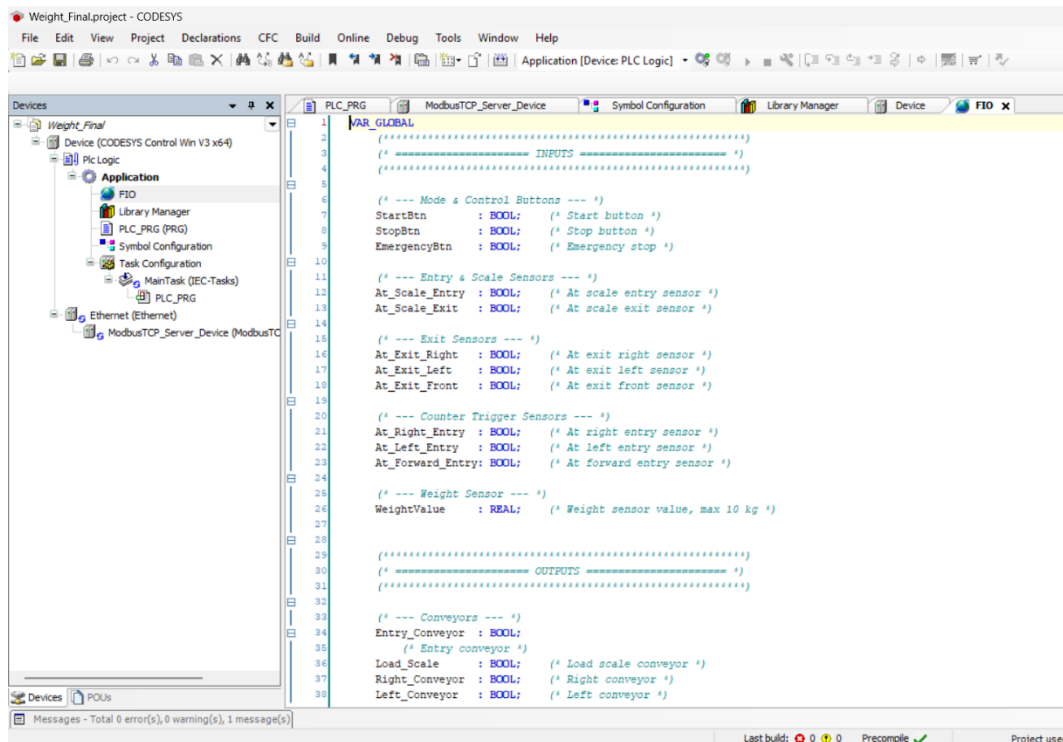 Weight_Final.project - CODESYS
File Edit View Project Declarations CFC Build Online Debug Tools Window Help
Application [Device: PLC Logic]
Devices
PLC_PRG ModbusTCP_Server_Device Symbol Configuration Library Manager Device FIO
Weight_Final
Device (CODESYS Control Win V3 x64)
Plc Logic
Application
FIO
Library Manager
PLC_PRG (PRG)
Symbol Configuration
Task Configuration
MainTask (IEC-Tasks)
PLC_PRG
Ethernet (Ethernet)
ModbusTCP_Server_Device (ModbusTC
1 VAR_GLOBAL
2 (*******************************************************)
3 (* ====================== INPUTS ======================== *)
4 (*******************************************************)
5
6 (* --- Mode & Control Buttons --- *)
7 StartBtn : BOOL; (* Start button *)
8 StopBtn : BOOL; (* Stop button *)
9 EmergencyBtn : BOOL; (* Emergency stop *)
10
11 (* --- Entry & Scale Sensors --- *)
12 At_Scale_Entry : BOOL; (* At scale entry sensor *)
13 At_Scale_Exit : BOOL; (* At scale exit sensor *)
14
15 (* --- Exit Sensors --- *)
16 At_Exit_Right : BOOL; (* At exit right sensor *)
17 At_Exit_Left : BOOL; (* At exit left sensor *)
18 At_Exit_Front : BOOL; (* At exit front sensor *)
19
20 (* --- Counter Trigger Sensors --- *)
21 At_Right_Entry : BOOL; (* At right entry sensor *)
22 At_Left_Entry : BOOL; (* At left entry sensor *)
23 At_Forward_Entry: BOOL; (* At forward entry sensor *)
24
25 (* --- Weight Sensor --- *)
26 WeightValue : REAL; (* Weight sensor value, max 10 kg *)
27
28
29 (*******************************************************)
30 (* ====================== OUTPUTS ======================= *)
31 (*******************************************************)
32
33 (* --- Conveyors --- *)
34 Entry_Conveyor : BOOL;
35 (* Entry conveyor *)
36 Load_Scale : BOOL; (* Load scale conveyor *)
37 Right_Conveyor : BOOL; (* Right conveyor *)
38 Left_Conveyor : BOOL; (* Left conveyor *)
Devices POUs
Messages - Total 0 error(s), 0 warning(s), 1 message(s)
Last build: 0 0 Precompile Project use